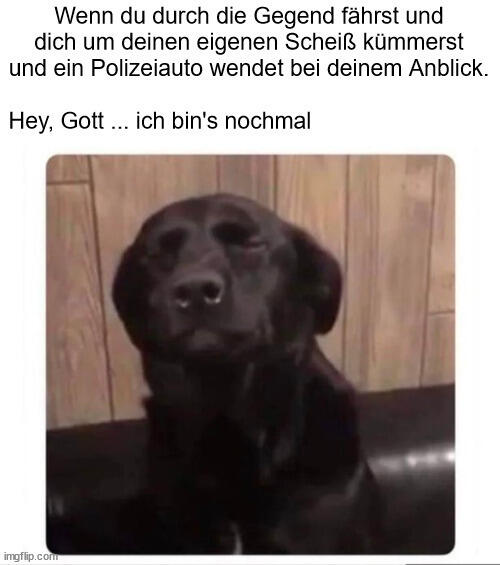 Wenn du durch die Gegend fährst und
dich um deinen eigenen Scheiß kümmerst
und ein Polizeiauto wendet bei deinem Anblick.
Hey, Gott ... ich bin's nochmal
imgflip.com